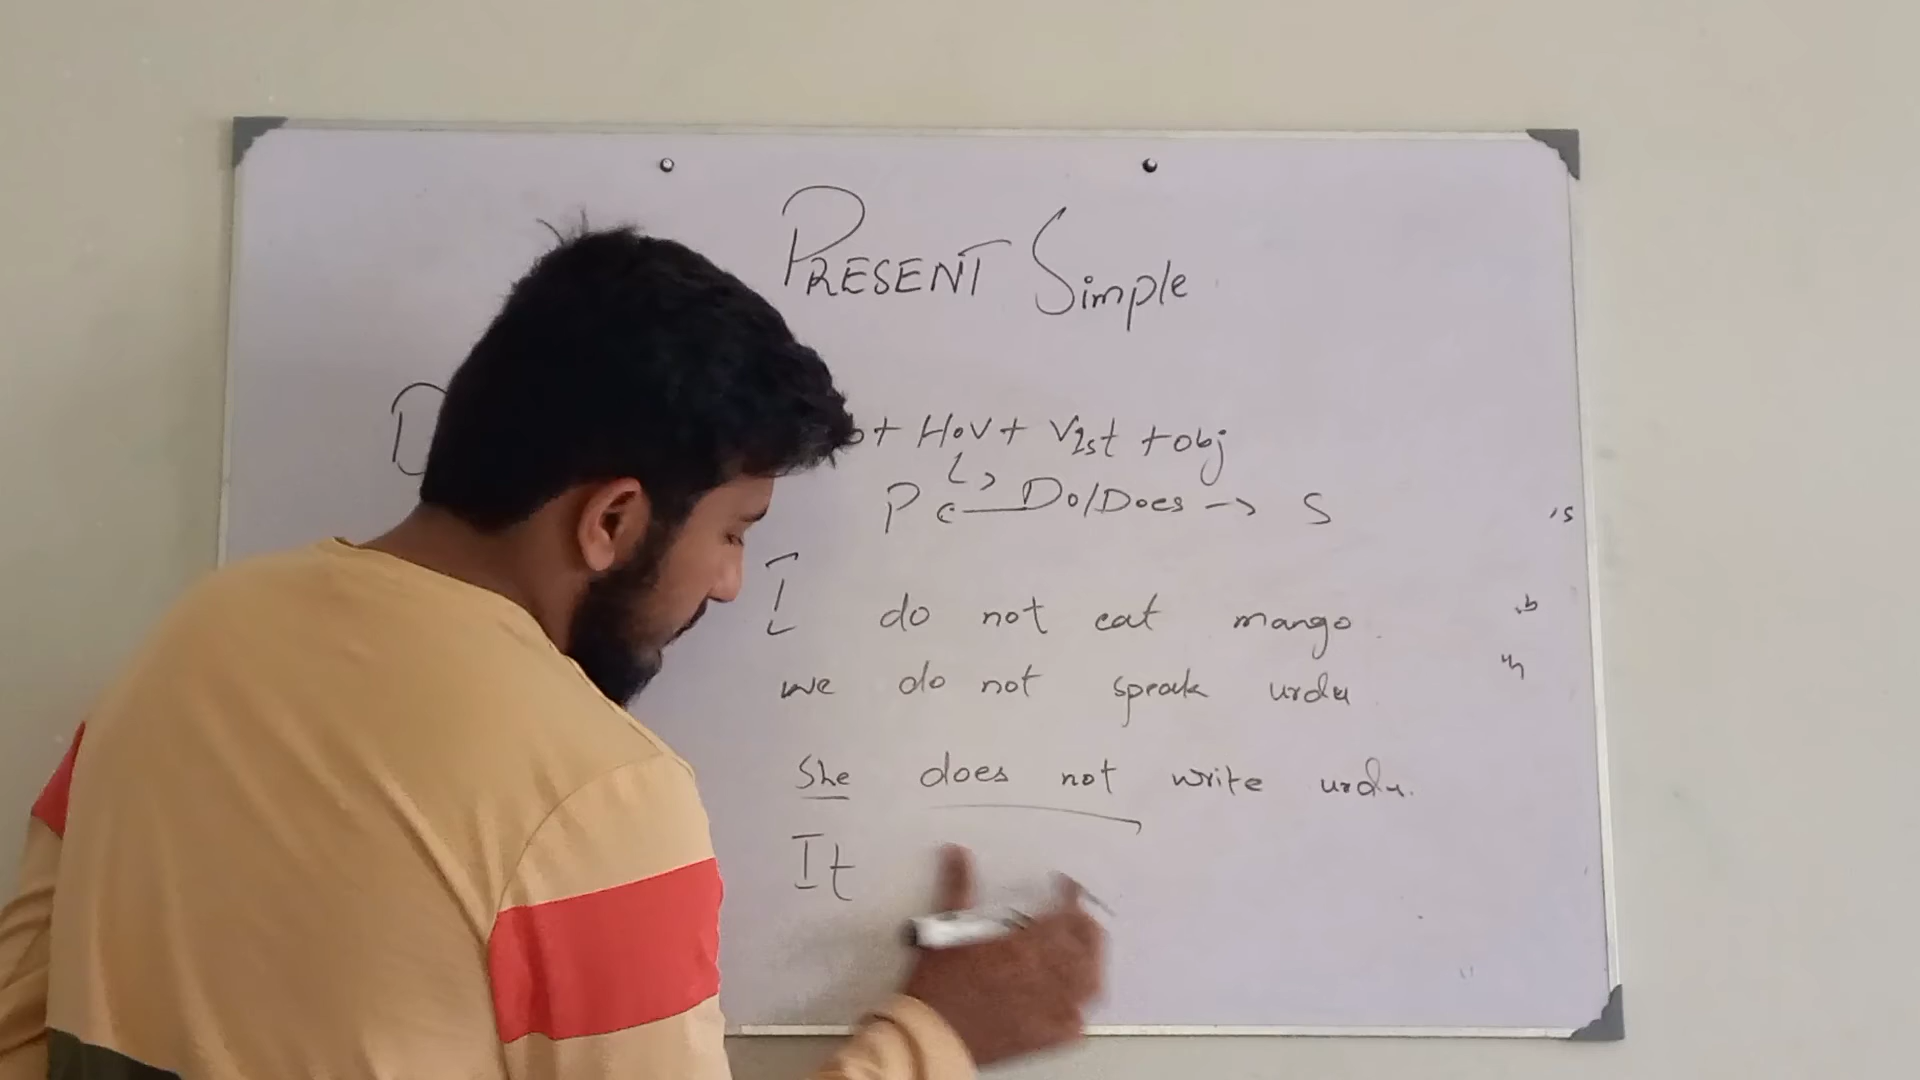 PRESENT Simple
+ HoV + V1st + obj
P Do/Does → S
I do not eat mango.
we do not speak urdu
She does not write urdu.
It